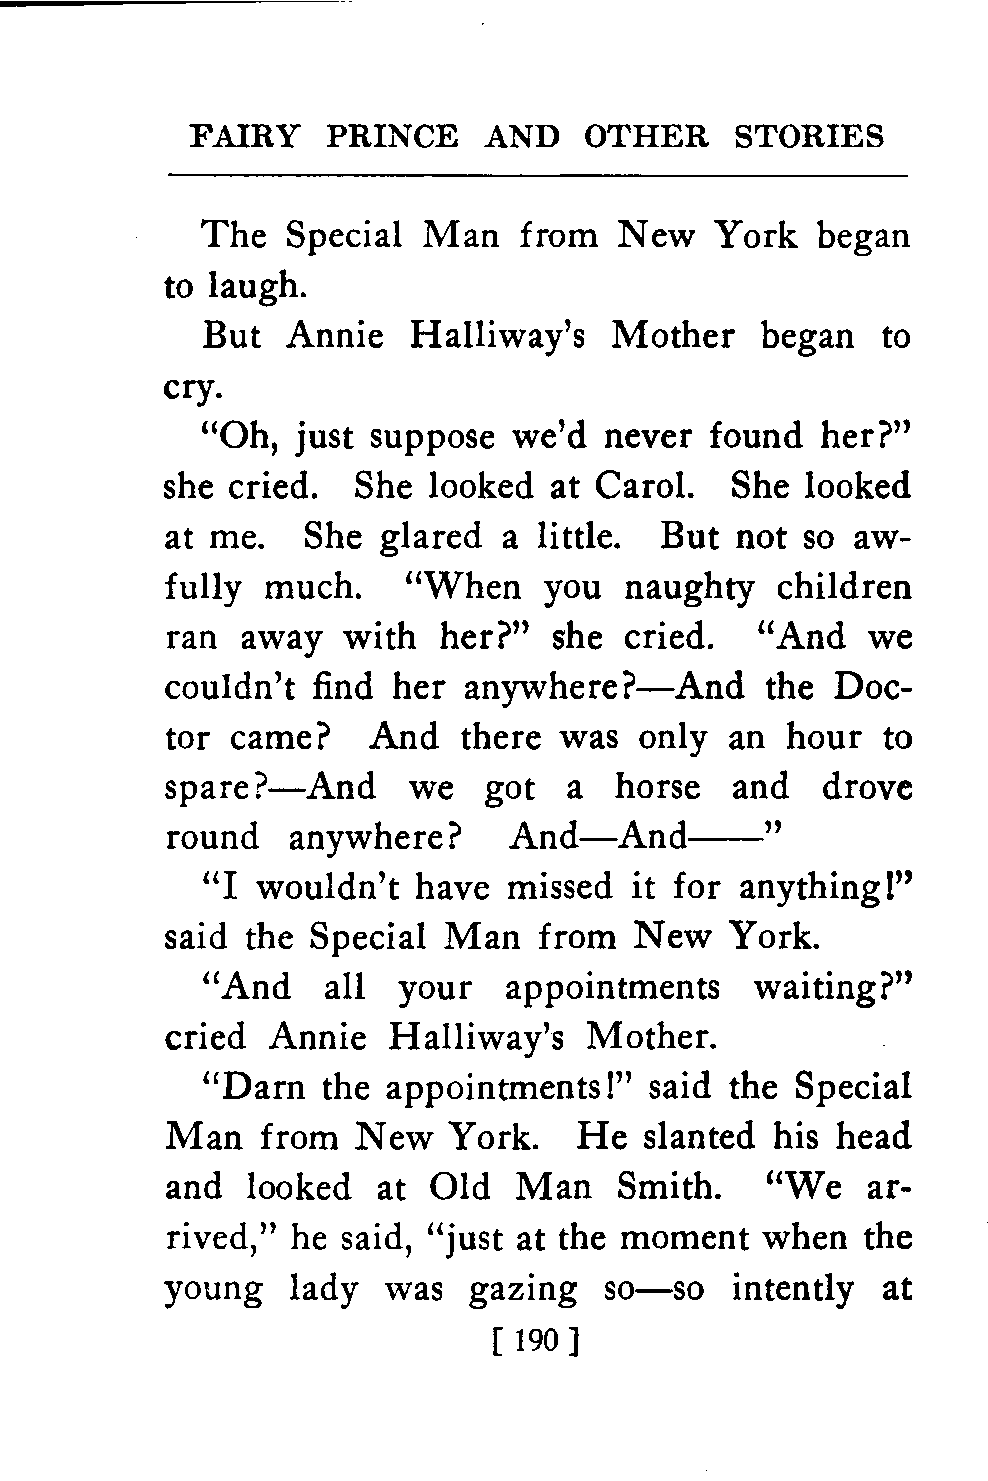 FAIRY PRINCE AND OTHER STORIES
The Special Man from New York began
to laugh.
But Annie Halliway's Mother began to
cry.
“Oh, just suppose we'd never found her?”
she cried. She looked at Carol. She looked
at me. She glared a little. But not so aw-
fully much. “When you naughty children
ran away with her?” she cried. “And we
couldn't find her anywhere?—And the Doc-
tor came? And there was only an hour to
spare?—And we got a horse and drove
round anywhere? And—And——”
“I wouldn't have missed it for anything!”
said the Special Man from New York.
“And all your appointments waiting?”
cried Annie Halliway's Mother.
“Darn the appointments!” said the Special
Man from New York. He slanted his head
and looked at Old Man Smith. “We ar-
rived,” he said, “just at the moment when the
young lady was gazing so—so intently at
[ 190 ]